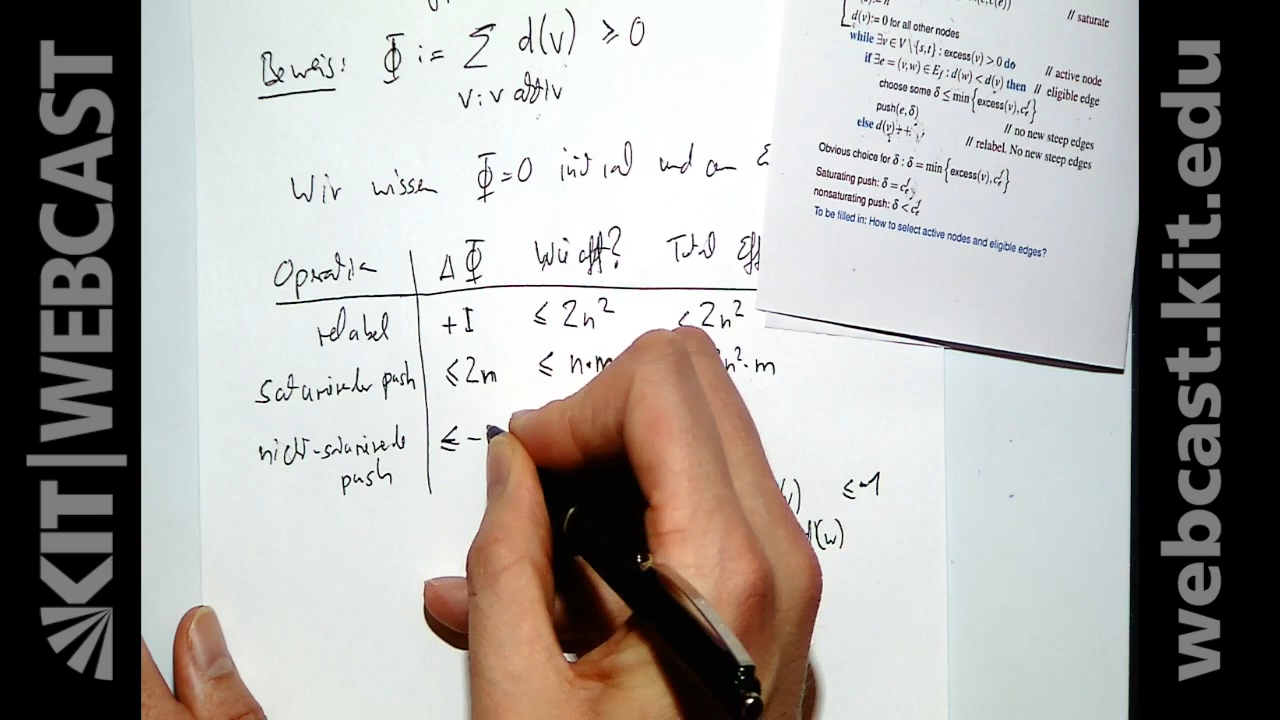 KIT|WEBCAST
Beweis: Φ := ∑ d(v) ≥ 0
v: v aktiv
Wir wissen Φ=0 initial und am
Operation ΔΦ Wie oft? Total Eff
relabel +1 ≤ 2n² ≤ 2n²
saturierender push ≤ 2m ≤ n·m n²·m
nicht-saturierende ≤ -
push
≤ -1
d(w)
// saturate
d(v):= 0 for all other nodes
while ∃v ∈ V \ {s,t} : excess(v) > 0 do // active node
if ∃e = (v,w) ∈ E_f : d(w) < d(v) then // eligible edge
choose some δ ≤ min {excess(v), c_e^f}
push(e,δ) // no new steep edges
else d(v)++ // relabel. No new steep edges
Obvious choice for δ : δ = min {excess(v), c_e^f}
Saturating push: δ = c_e^f
nonsaturating push: δ < c_e^f
To be filled in: How to select active nodes and eligible edges?
webcast.kit.edu